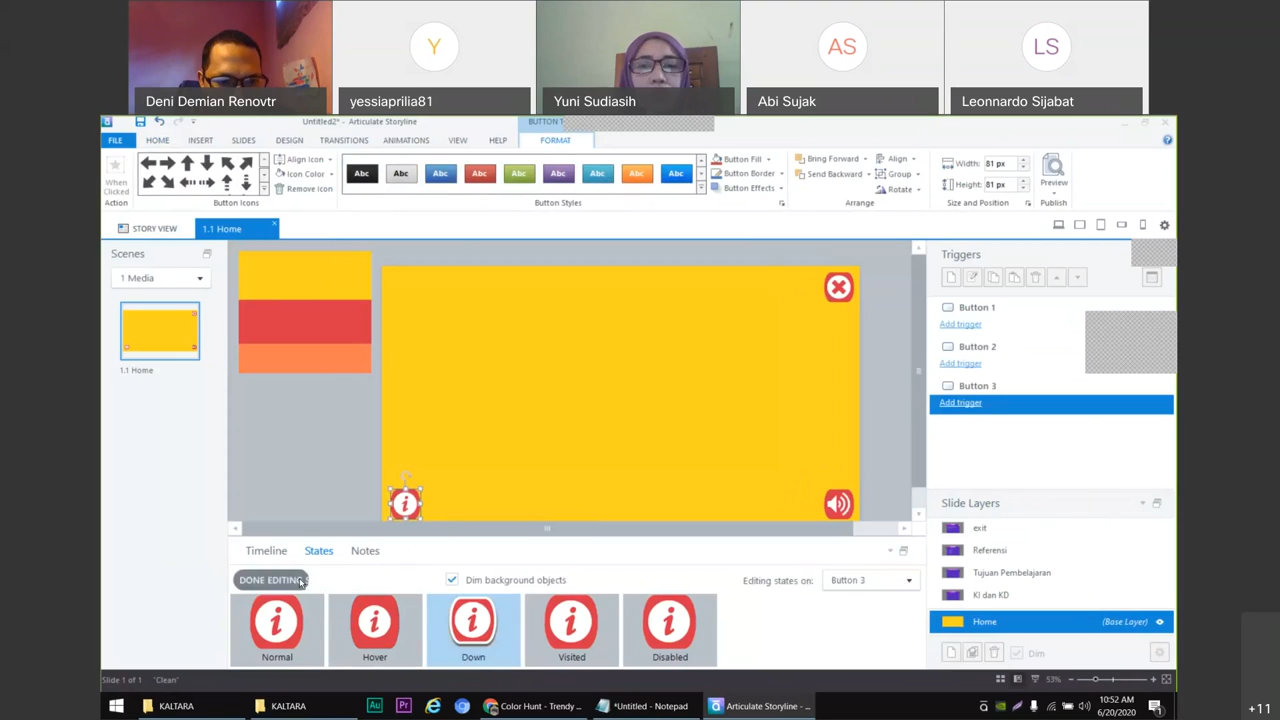 Y
AS
LS
Deni Demian Renovtr
yessiaprilia81
Yuni Sudiasih
Abi Sujak
Leonnardo Sijabat
Untitled2* - Articulate Storyline
BUTTON 1
FILE HOME INSERT SLIDES DESIGN TRANSITIONS ANIMATIONS VIEW HELP FORMAT
When Clicked
Action
Align Icon
Icon Color
Remove Icon
Button Icons
Abc Abc Abc Abc Abc Abc Abc Abc Abc
Button Styles
Button Fill
Button Border
Button Effects
Bring Forward
Send Backward
Align
Group
Rotate
Arrange
Width: 81 px
Height: 81 px
Size and Position
Preview
Publish
STORY VIEW
1.1 Home
Scenes
1 Media
1.1 Home
Triggers
Button 1
Add trigger
Button 2
Add trigger
Button 3
Add trigger
Slide Layers
exit
Referensi
Tujuan Pembelajaran
KI dan KD
Home (Base Layer)
Dim
Timeline States Notes
DONE EDITING
Dim background objects
Editing states on: Button 3
Normal
Hover
Down
Visited
Disabled
Slide 1 of 1 "Clean"
53%
KALTARA
KALTARA
Au
Pr
Color Hunt - Trendy ...
*Untitled - Notepad
Articulate Storyline - ...
10:52 AM
6/20/2020
1
+11